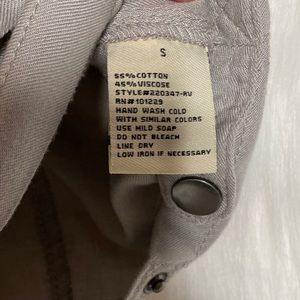 S
55% COTTON
45% VISCOSE
STYLE#220347-RV
RN#101229
HAND WASH COLD
WITH SIMILAR COLORS
USE MILD SOAP
DO NOT BLEACH
LINE DRY
LOW IRON IF NECESSARY